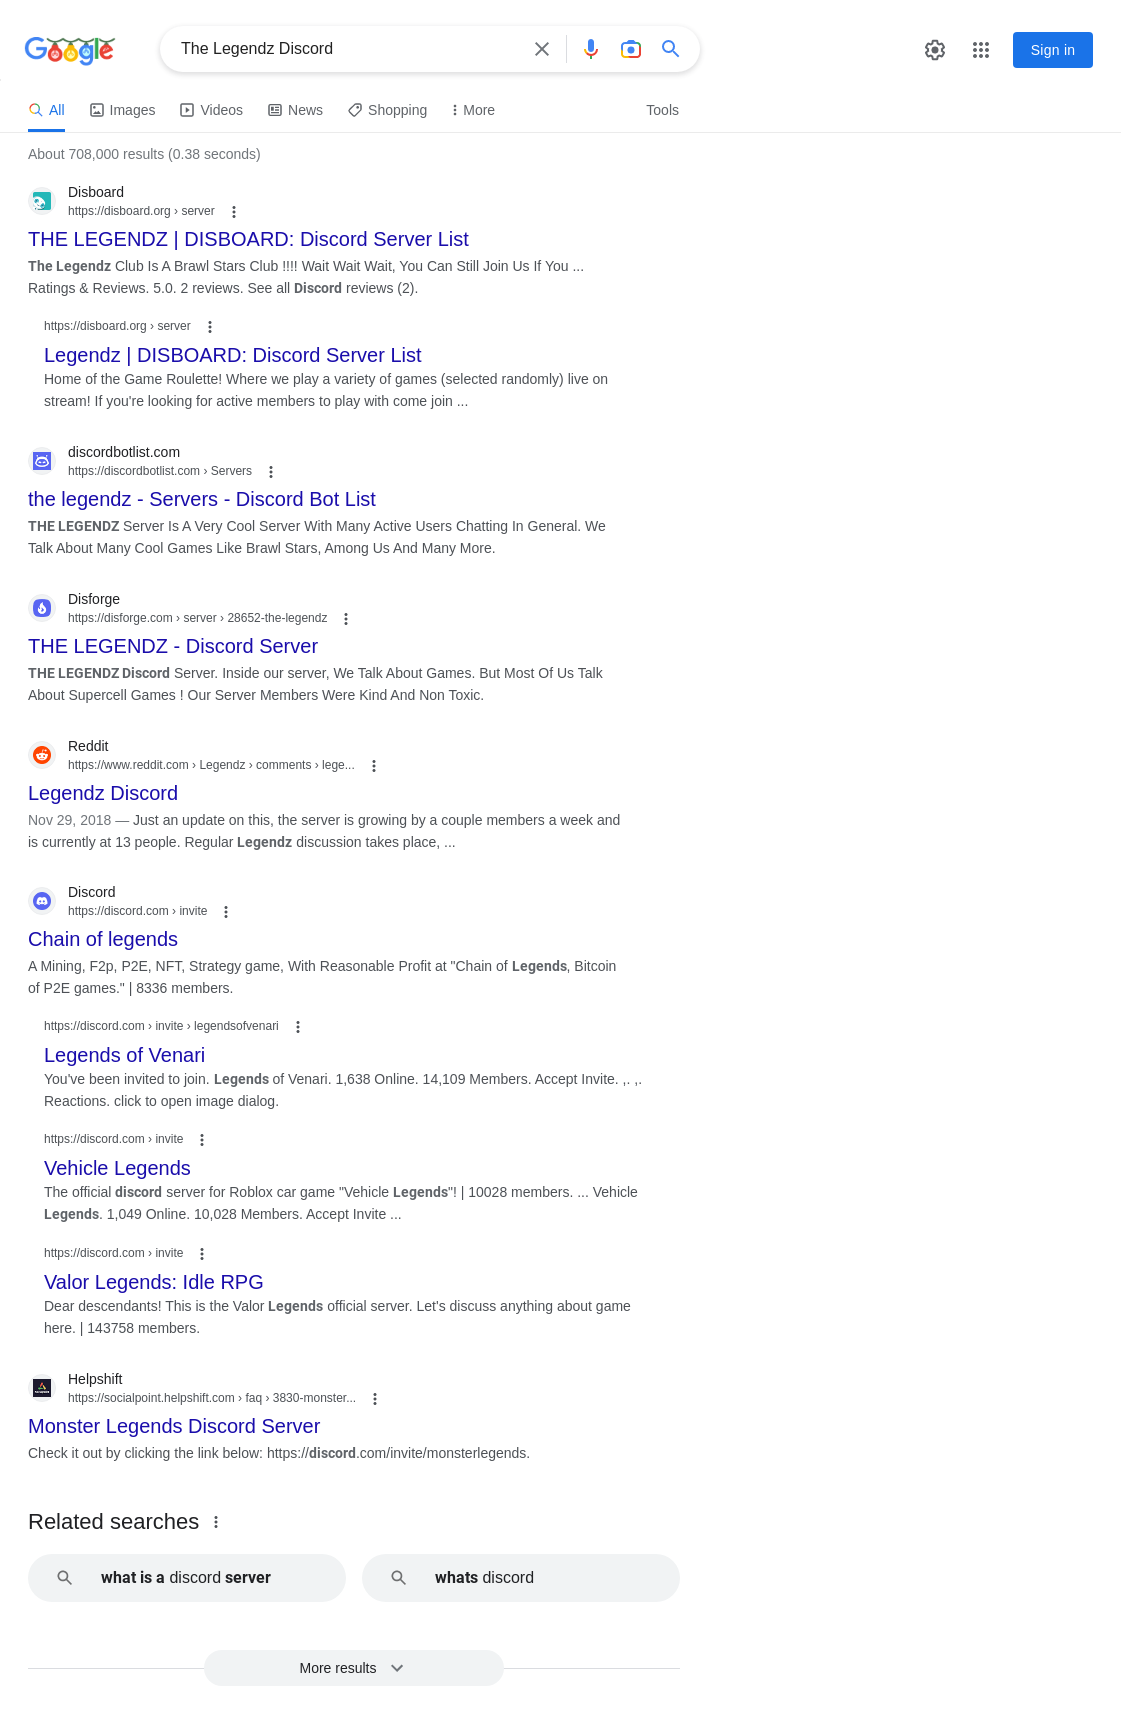 Google
The Legendz Discord
Sign in
All
Images
Videos
News
Shopping
More
Tools
About 708,000 results (0.38 seconds)
Disboard
https://disboard.org › server
THE LEGENDZ | DISBOARD: Discord Server List
The Legendz Club Is A Brawl Stars Club !!!! Wait Wait Wait, You Can Still Join Us If You ...
Ratings & Reviews. 5.0. 2 reviews. See all Discord reviews (2).
https://disboard.org › server
Legendz | DISBOARD: Discord Server List
Home of the Game Roulette! Where we play a variety of games (selected randomly) live on
stream! If you're looking for active members to play with come join ...
discordbotlist.com
https://discordbotlist.com › Servers
the legendz - Servers - Discord Bot List
THE LEGENDZ Server Is A Very Cool Server With Many Active Users Chatting In General. We
Talk About Many Cool Games Like Brawl Stars, Among Us And Many More.
Disforge
https://disforge.com › server › 28652-the-legendz
THE LEGENDZ - Discord Server
THE LEGENDZ Discord Server. Inside our server, We Talk About Games. But Most Of Us Talk
About Supercell Games ! Our Server Members Were Kind And Non Toxic.
Reddit
https://www.reddit.com › Legendz › comments › lege...
Legendz Discord
Nov 29, 2018 — Just an update on this, the server is growing by a couple members a week and
is currently at 13 people. Regular Legendz discussion takes place, ...
Discord
https://discord.com › invite
Chain of legends
A Mining, F2p, P2E, NFT, Strategy game, With Reasonable Profit at "Chain of Legends, Bitcoin
of P2E games." | 8336 members.
https://discord.com › invite › legendsofvenari
Legends of Venari
You've been invited to join. Legends of Venari. 1,638 Online. 14,109 Members. Accept Invite. ,. ,.
Reactions. click to open image dialog.
https://discord.com › invite
Vehicle Legends
The official discord server for Roblox car game "Vehicle Legends"! | 10028 members. ... Vehicle
Legends. 1,049 Online. 10,028 Members. Accept Invite ...
https://discord.com › invite
Valor Legends: Idle RPG
Dear descendants! This is the Valor Legends official server. Let's discuss anything about game
here. | 143758 members.
Helpshift
https://socialpoint.helpshift.com › faq › 3830-monster...
Monster Legends Discord Server
Check it out by clicking the link below: https://discord.com/invite/monsterlegends.
Related searches
what is a discord server
whats discord
More results